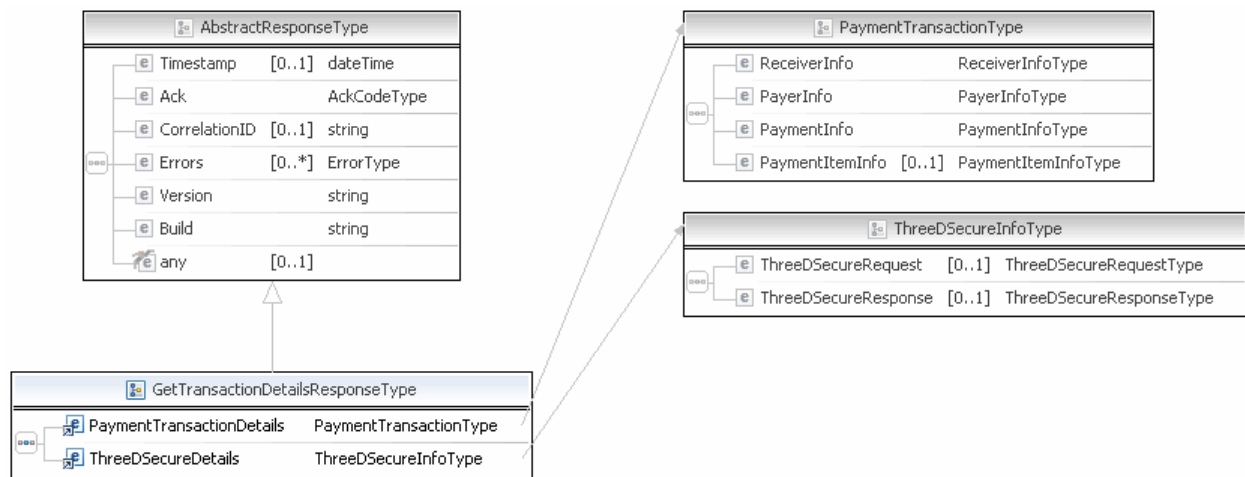 AbstractResponseType
Timestamp [0..1] dateTime
Ack AckCodeType
CorrelationID [0..1] string
Errors [0..*] ErrorType
Version string
Build string
any [0..1]
PaymentTransactionType
ReceiverInfo ReceiverInfoType
PayerInfo PayerInfoType
PaymentInfo PaymentInfoType
PaymentItemInfo [0..1] PaymentItemInfoType
ThreeDSecureInfoType
ThreeDSecureRequest [0..1] ThreeDSecureRequestType
ThreeDSecureResponse [0..1] ThreeDSecureResponseType
GetTransactionDetailsResponseType
PaymentTransactionDetails PaymentTransactionType
ThreeDSecureDetails ThreeDSecureInfoType